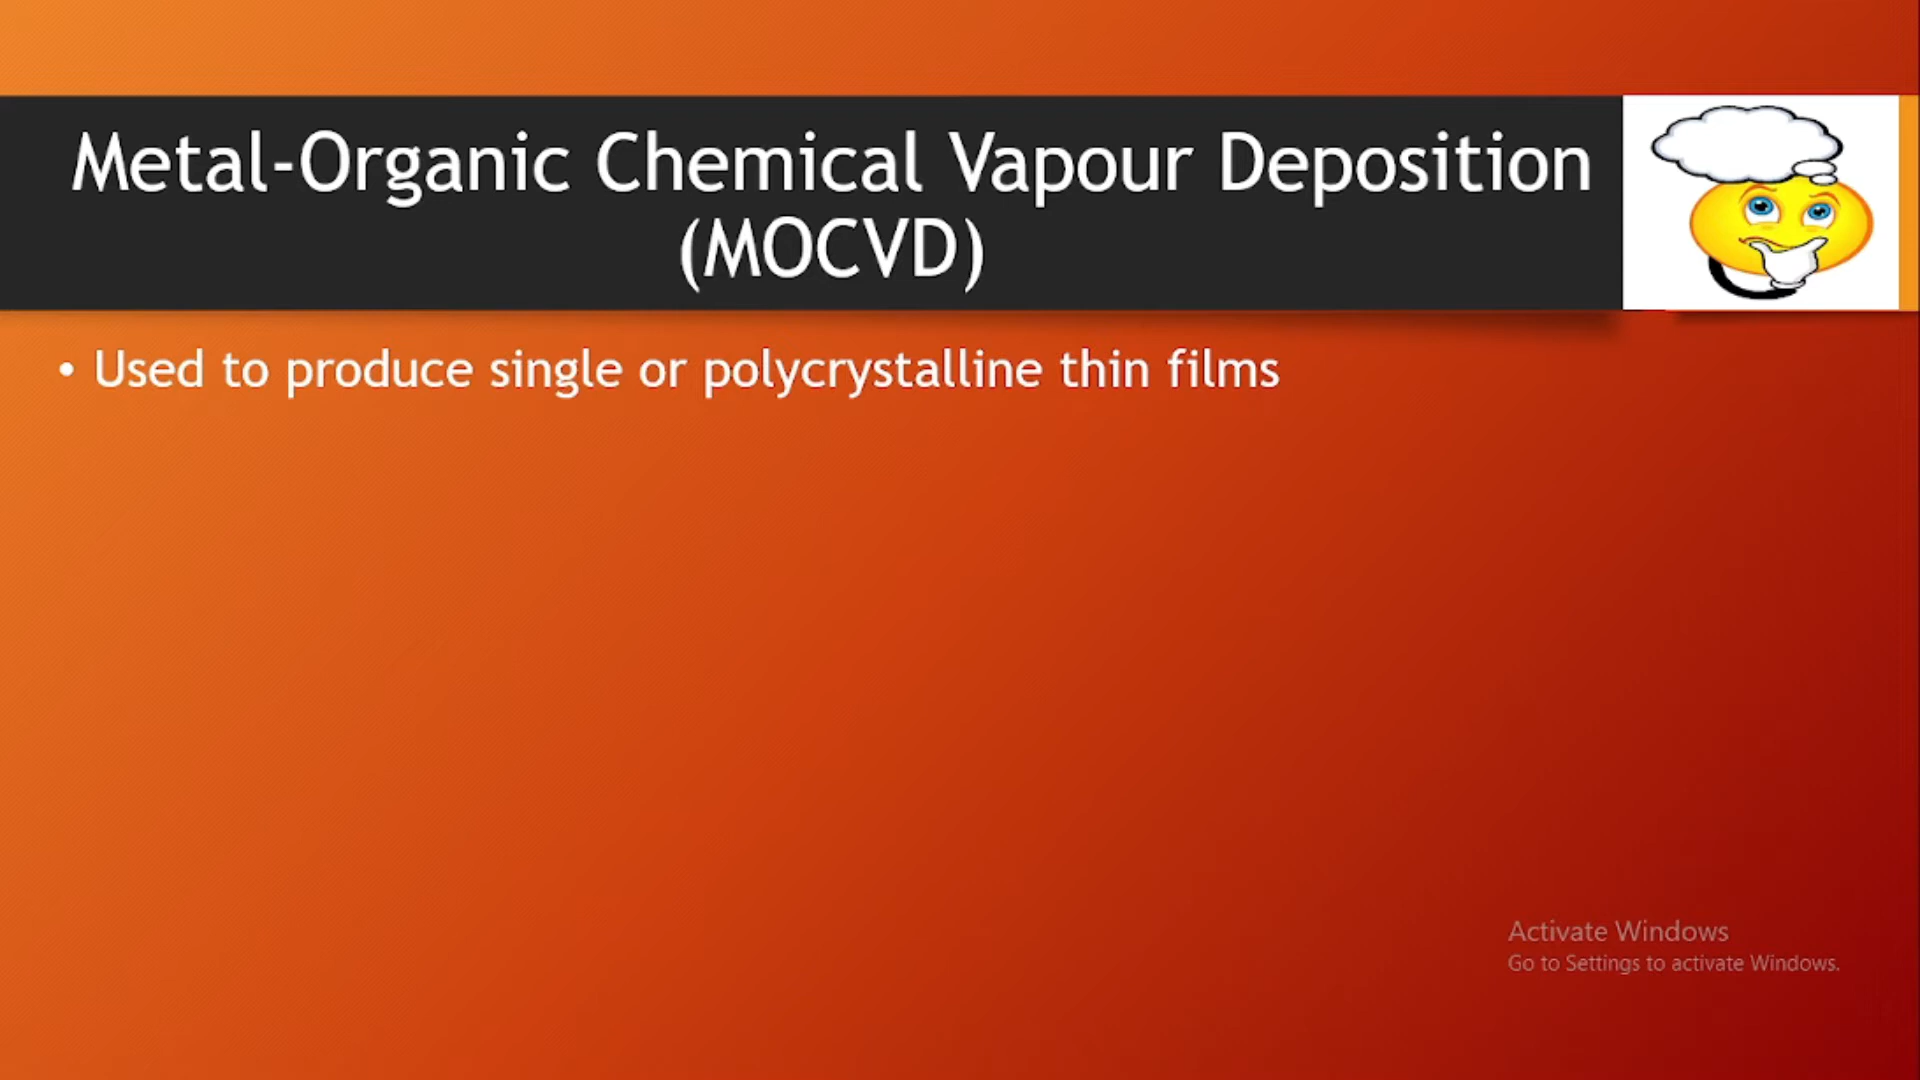 Metal-Organic Chemical Vapour Deposition
(MOCVD)
• Used to produce single or polycrystalline thin films
Activate Windows
Go to Settings to activate Windows.